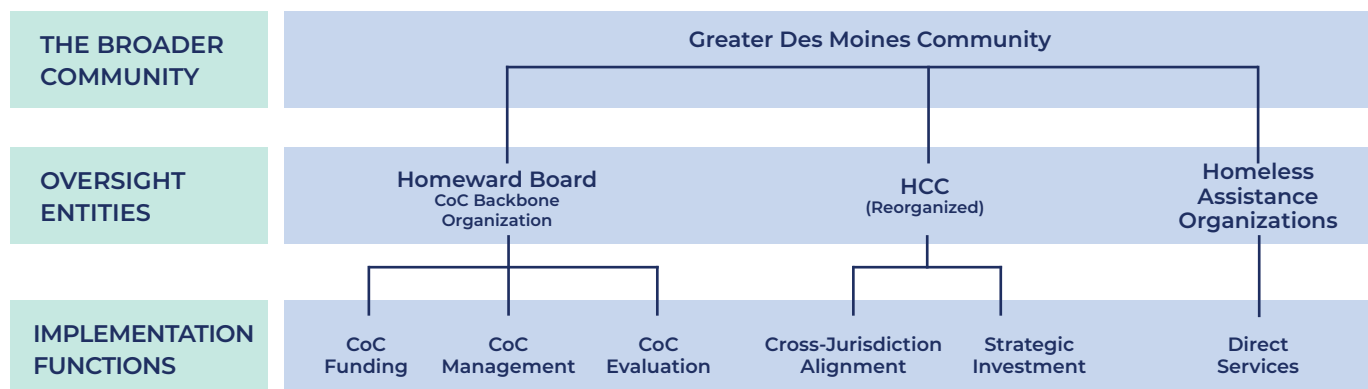 THE BROADER
COMMUNITY
Greater Des Moines Community
OVERSIGHT
ENTITIES
Homeward Board
CoC Backbone
Organization
HCC
(Reorganized)
Homeless
Assistance
Organizations
IMPLEMENTATION
FUNCTIONS
CoC
Funding
CoC
Management
CoC
Evaluation
Cross-Jurisdiction
Alignment
Strategic
Investment
Direct
Services